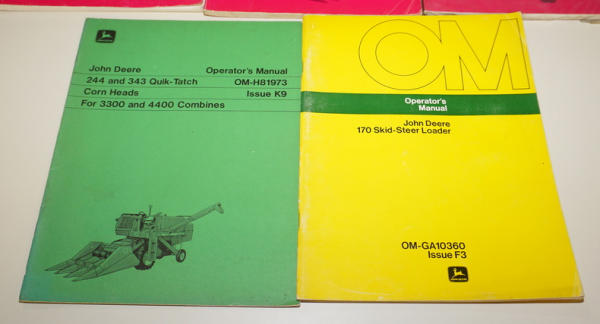 John Deere Operator's Manual
244 and 343 Quik-Tatch OM-H81973
Corn Heads Issue K9
For 3300 and 4400 Combines
OM
Operator's
Manual
John Deere
170 Skid-Steer Loader
OM-GA10360
Issue F3